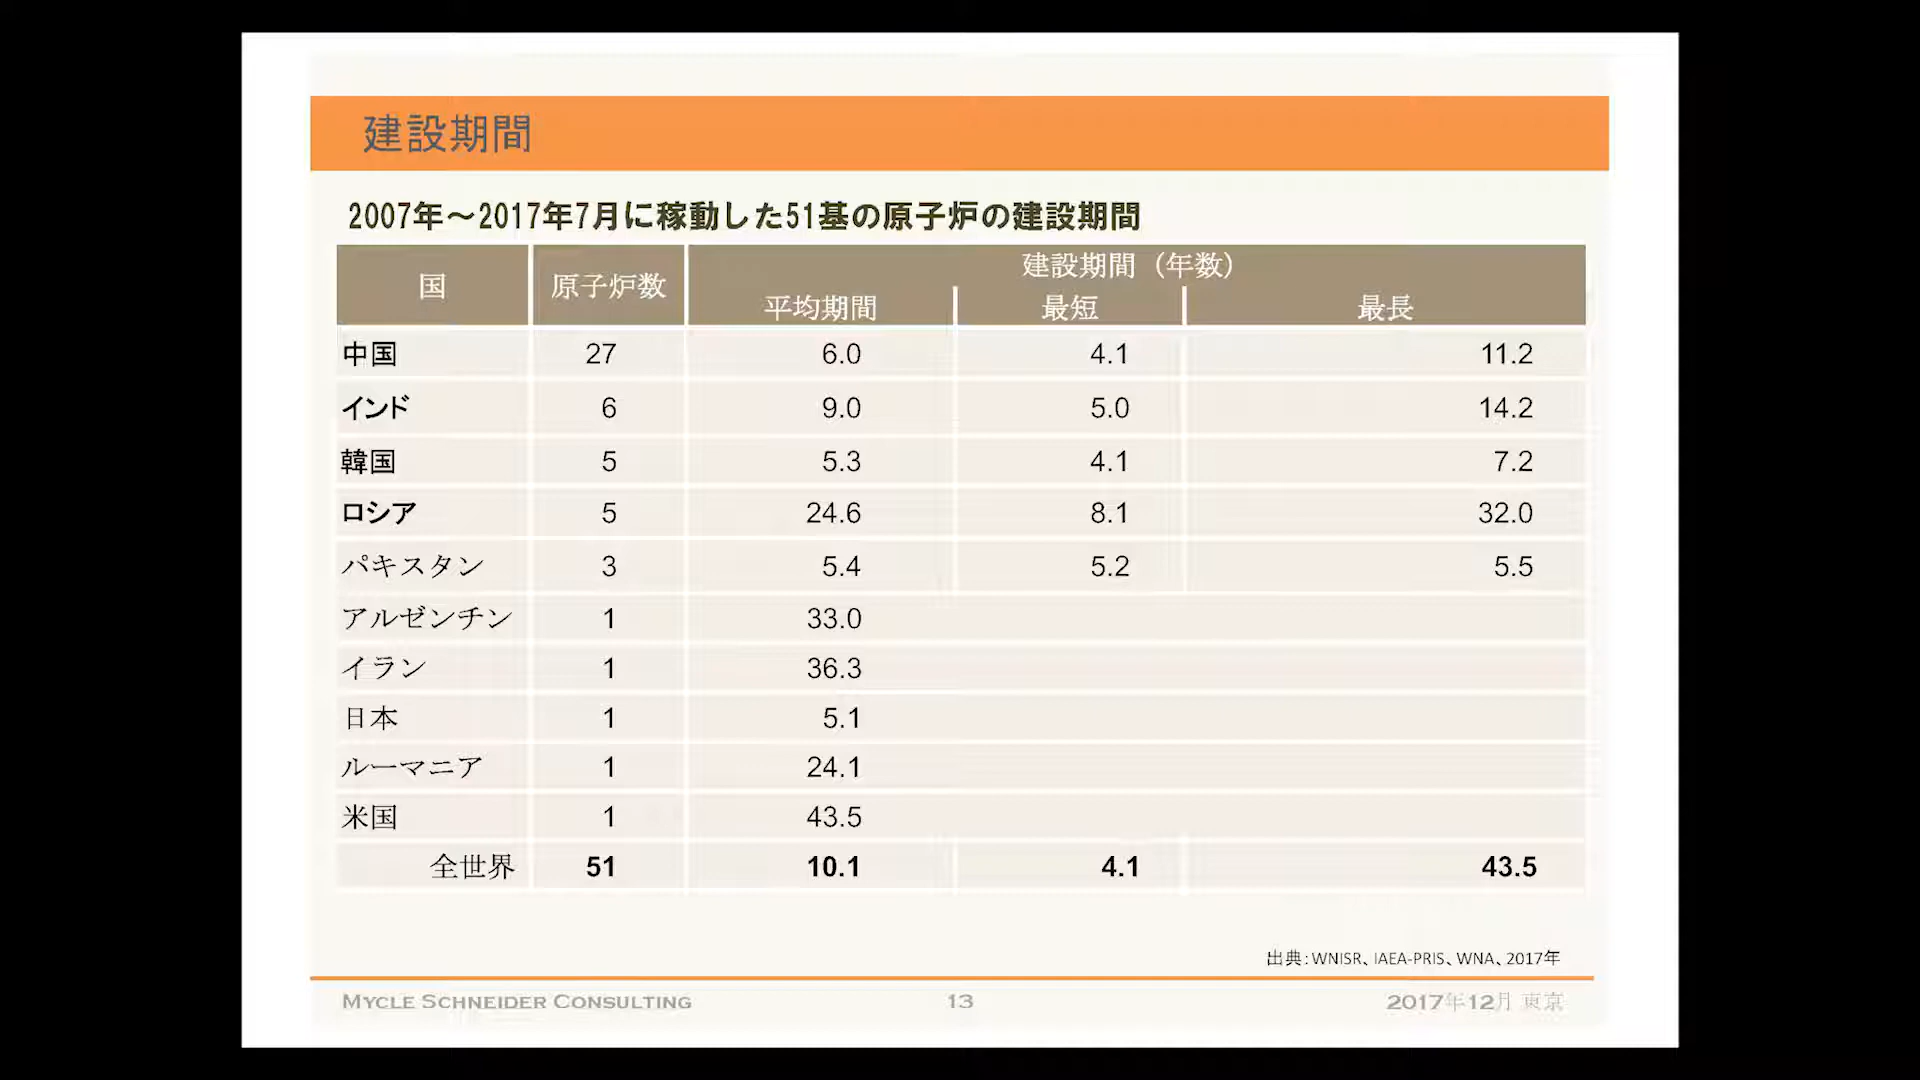 建設期間
2007年～2017年7月に稼動した51基の原子炉の建設期間
国 原子炉数 建設期間（年数）
平均期間 最短 最長
中国 27 6.0 4.1 11.2
インド 6 9.0 5.0 14.2
韓国 5 5.3 4.1 7.2
ロシア 5 24.6 8.1 32.0
パキスタン 3 5.4 5.2 5.5
アルゼンチン 1 33.0
イラン 1 36.3
日本 1 5.1
ルーマニア 1 24.1
米国 1 43.5
全世界 51 10.1 4.1 43.5
出典：WNISR、IAEA-PRIS、WNA、2017年
MYCLE SCHNEIDER CONSULTING 13 2017年12月 東京